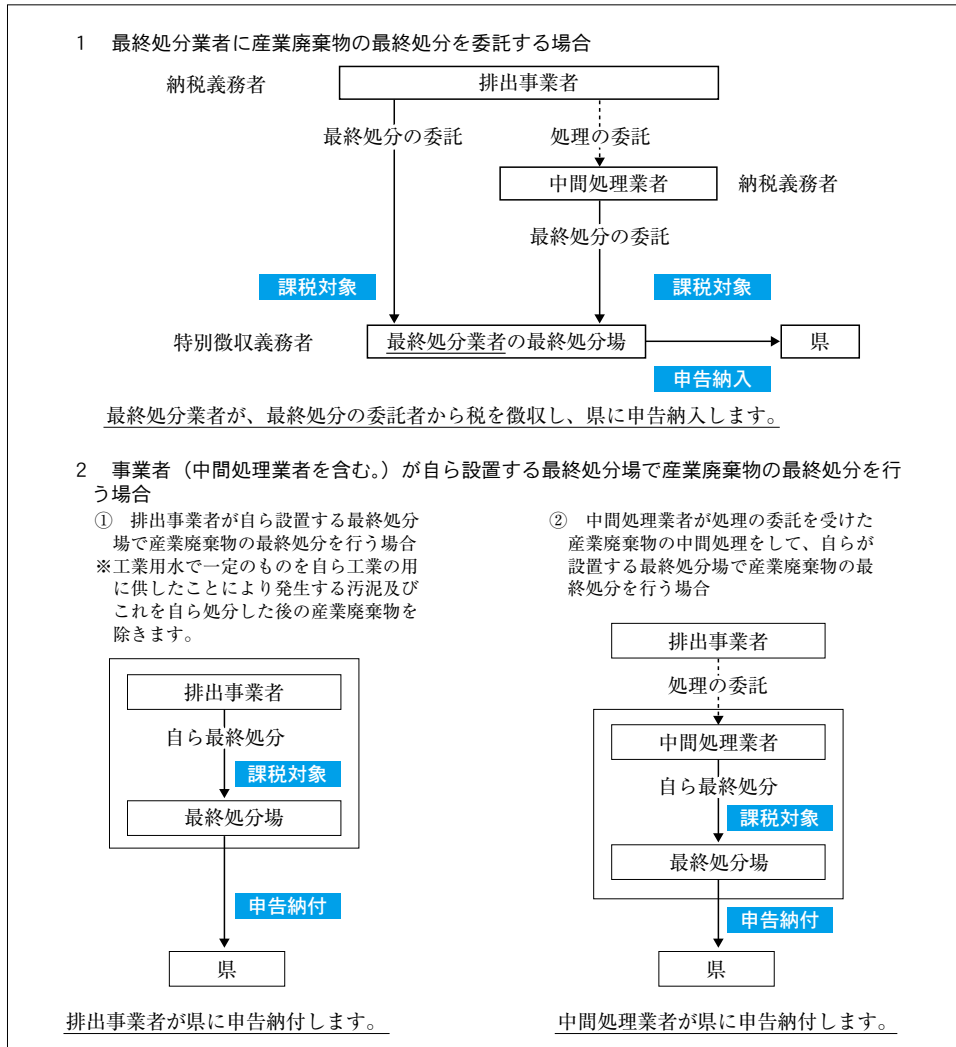 1 最終処分業者に産業廃棄物の最終処分を委託する場合
納税義務者
排出事業者
最終処分の委託
処理の委託
中間処理業者
納税義務者
最終処分の委託
課税対象
課税対象
特別徴収義務者
最終処分業者の最終処分場
県
申告納入
最終処分業者が、最終処分の委託者から税を徴収し、県に申告納入します。
2 事業者（中間処理業者を含む。）が自ら設置する最終処分場で産業廃棄物の最終処分を行
う場合
① 排出事業者が自ら設置する最終処分
場で産業廃棄物の最終処分を行う場合
※工業用水で一定のものを自ら工業の用
に供したことにより発生する汚泥及び
これを自ら処分した後の産業廃棄物を
除きます。
排出事業者
自ら最終処分
課税対象
最終処分場
申告納付
県
排出事業者が県に申告納付します。
② 中間処理業者が処理の委託を受けた
産業廃棄物の中間処理をして、自らが
設置する最終処分場で産業廃棄物の最
終処分を行う場合
排出事業者
処理の委託
中間処理業者
自ら最終処分
課税対象
最終処分場
申告納付
県
中間処理業者が県に申告納付します。